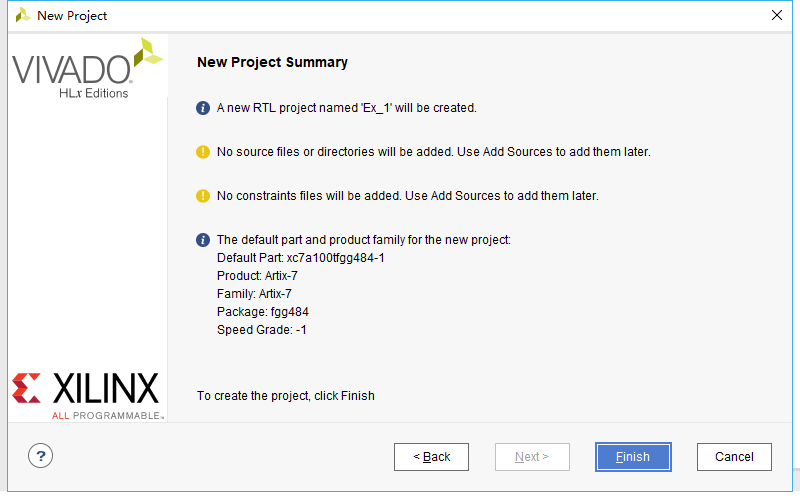 New Project
VIVADO
HLx Editions
New Project Summary
A new RTL project named 'Ex_1' will be created.
No source files or directories will be added. Use Add Sources to add them later.
No constraints files will be added. Use Add Sources to add them later.
The default part and product family for the new project:
Default Part: xc7a100tfgg484-1
Product: Artix-7
Family: Artix-7
Package: fgg484
Speed Grade: -1
XILINX
ALL PROGRAMMABLE™
To create the project, click Finish
?
< Back
Next >
Finish
Cancel